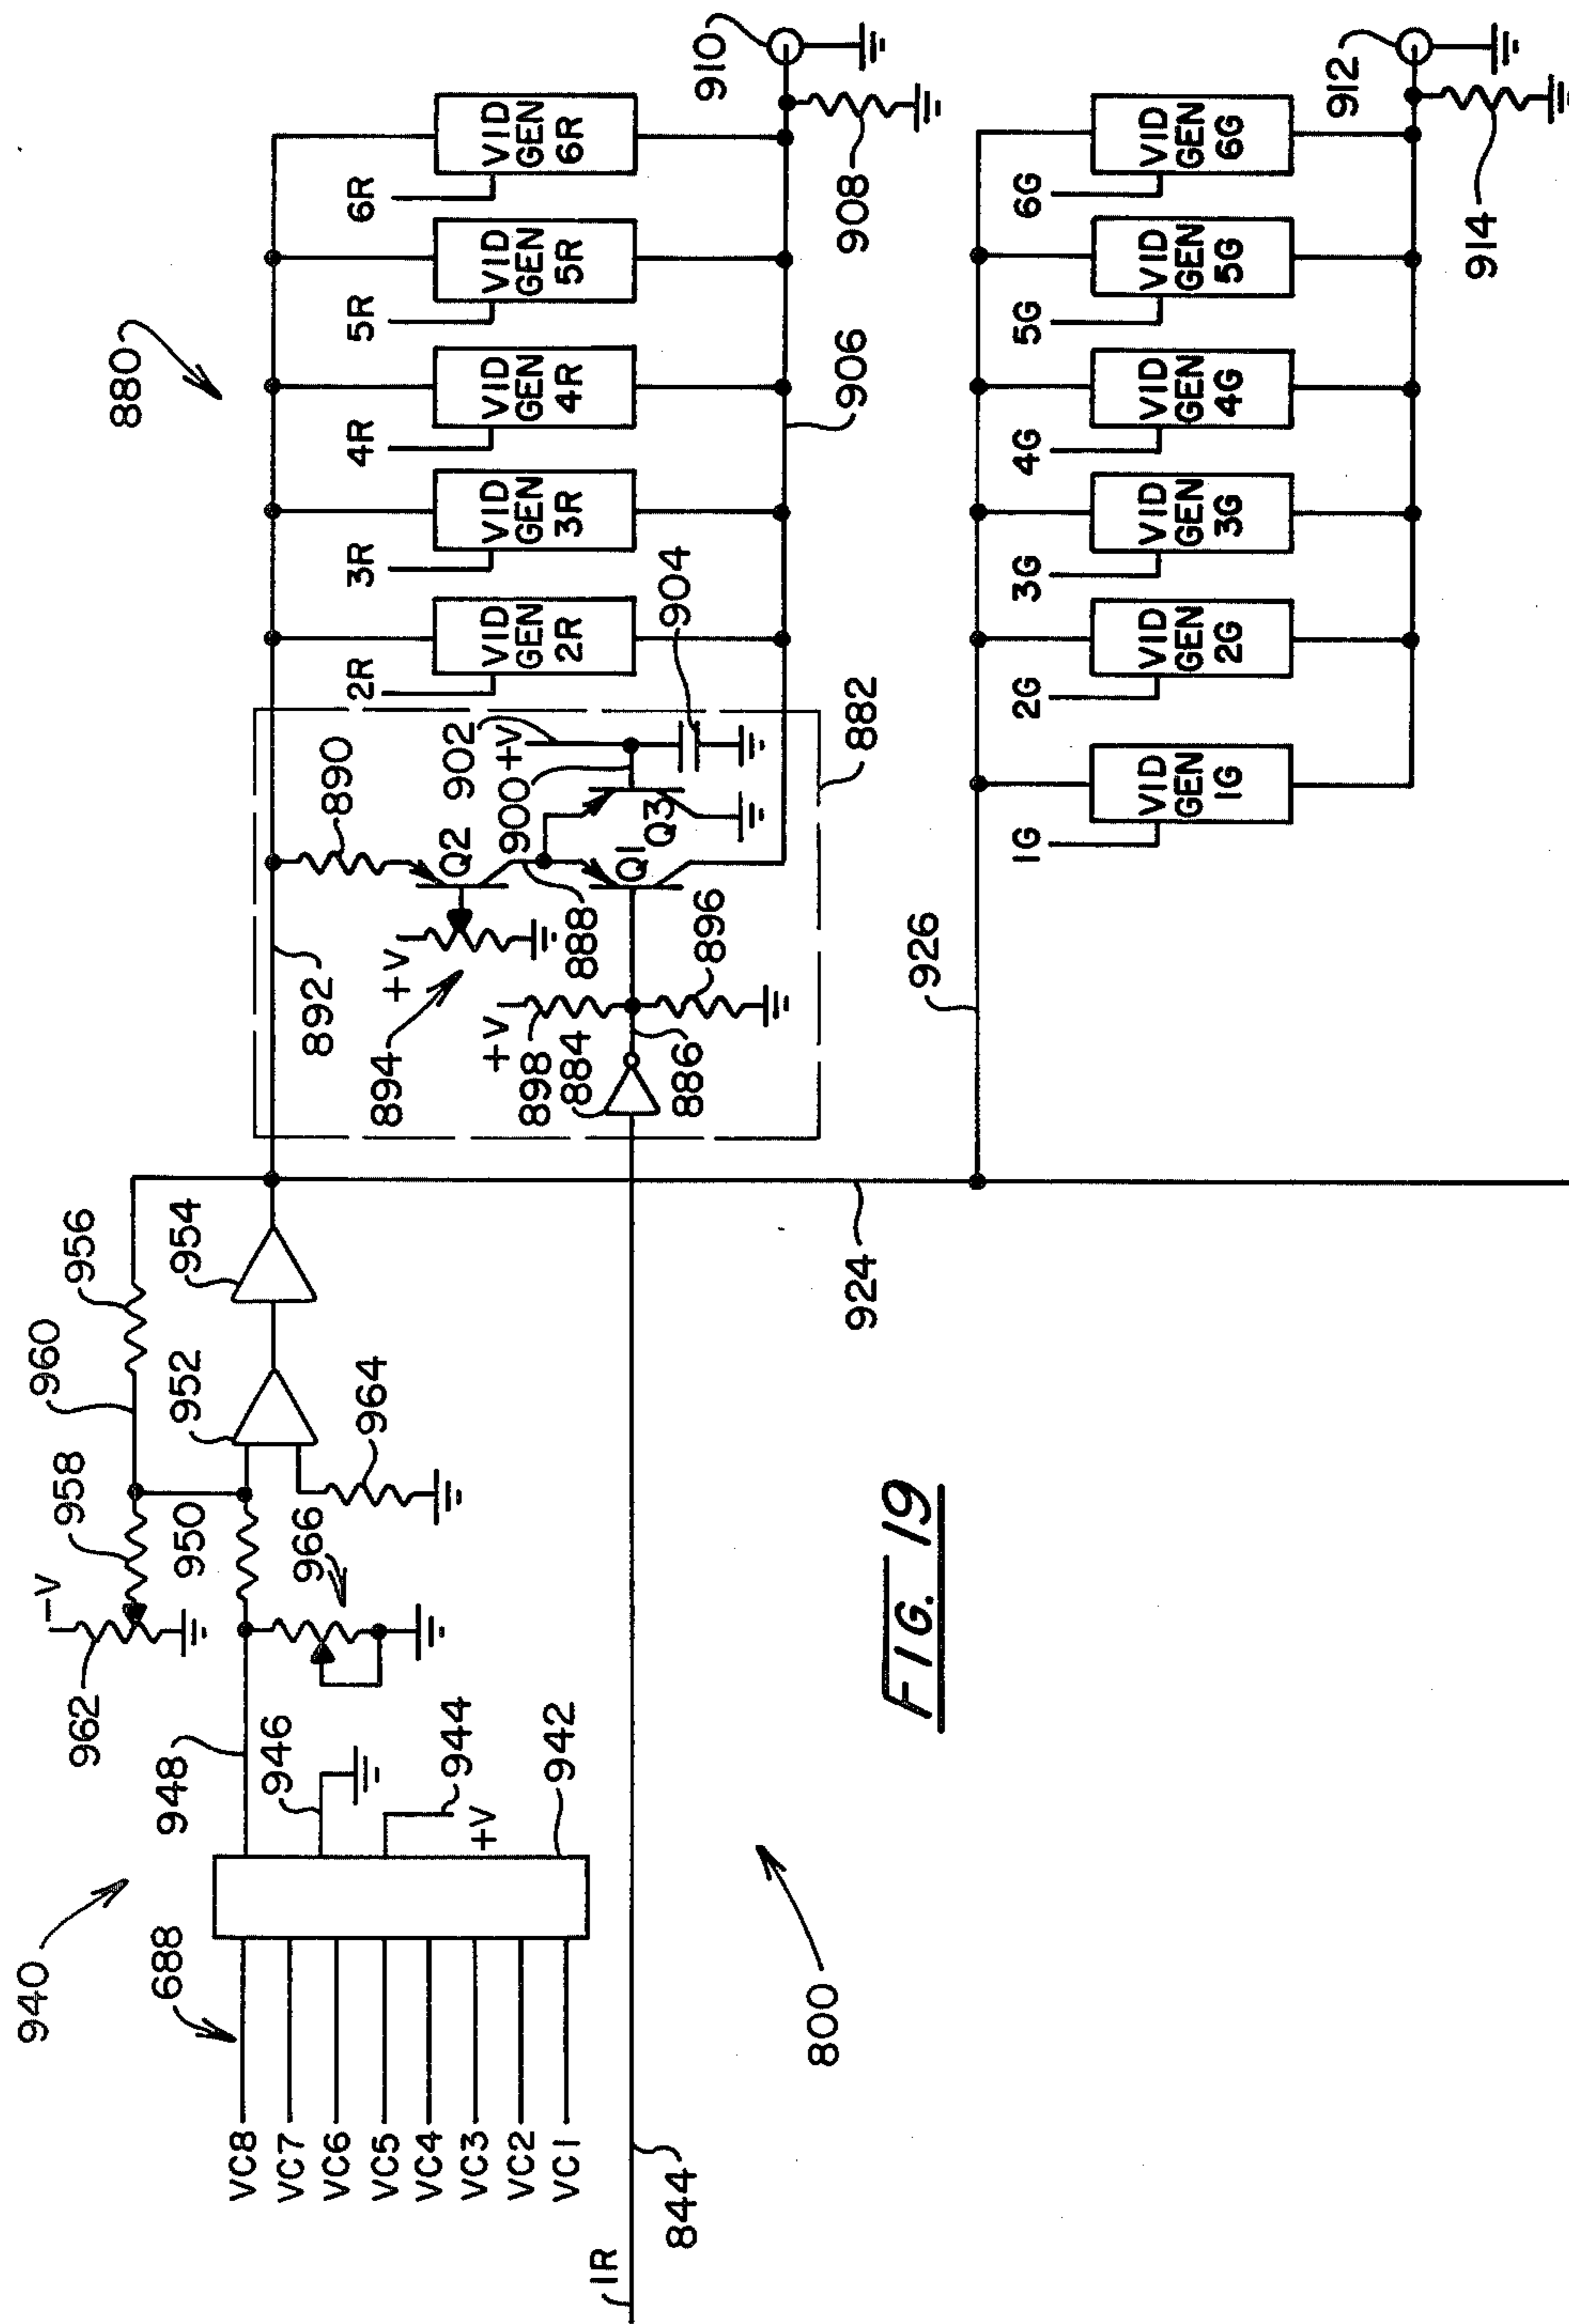 940
688
VC8
VC7
VC6
VC5
VC4
VC3
VC2
VC1
948
946
944
+V
942
962
-V
958
950
966
960
952
964
956
954
1R
844
800
924
926
880
892
890
+V
894
Q2
888
+V
898
884
886
896
Q1
Q3
900
902
+V
904
882
2R
VID
GEN
2R
3R
VID
GEN
3R
4R
VID
GEN
4R
5R
VID
GEN
5R
6R
VID
GEN
6R
906
908
910
1G
VID
GEN
1G
2G
VID
GEN
2G
3G
VID
GEN
3G
4G
VID
GEN
4G
5G
VID
GEN
5G
6G
VID
GEN
6G
912
914
FIG. 19